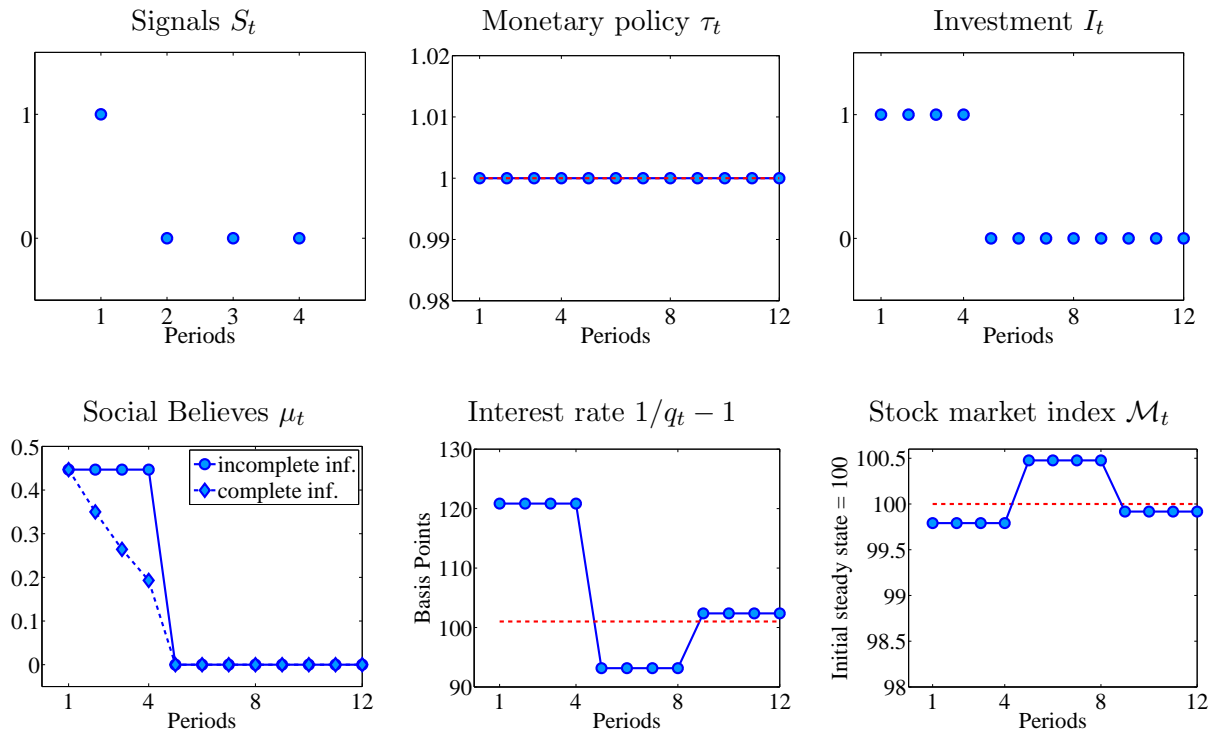 Signals S_t
1
0
1 2 3 4
Periods
Monetary policy τ_t
1.02
1.01
1
0.99
0.98
1 4 8 12
Periods
Investment I_t
1
0
1 4 8 12
Periods
Social Believes μ_t
0.5
0.4
0.3
0.2
0.1
0
incomplete inf.
complete inf.
1 4 8 12
Periods
Interest rate 1/q_t − 1
Basis Points
130
120
110
100
90
1 4 8 12
Periods
Stock market index ℳ_t
Initial steady state = 100
100.5
100
99.5
99
98.5
98
1 4 8 12
Periods